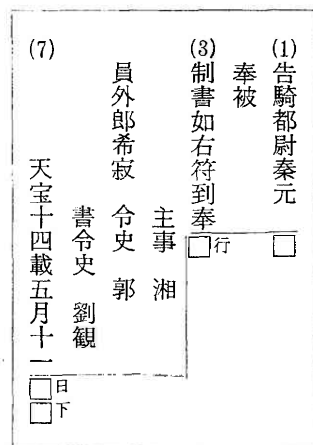 (1)告騎都尉秦元□
奉被
(3)制書如右符到奉□行
主事 湘
員外郎希寂 令史 郭
書令史 劉観
(7)天宝十四載五月十一□日□下